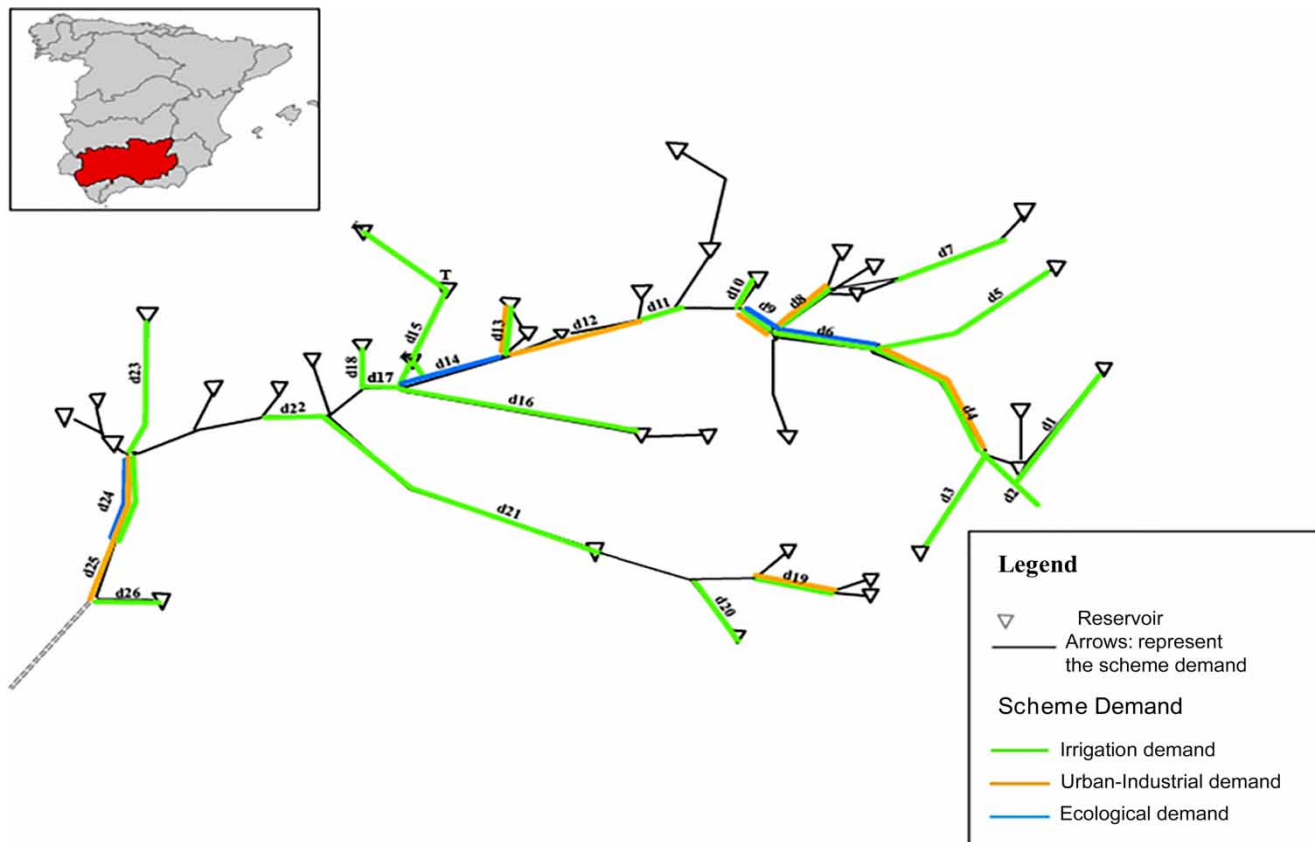 d7
d10
d9
d8
d5
T
d11
d12
d13
d6
d15
d14
d18
d17
d23
d16
d22
d4
d1
d3
d2
d24
d21
d25
d26
d19
d20
Legend
Reservoir
Arrows: represent
the scheme demand
Scheme Demand
Irrigation demand
Urban-Industrial demand
Ecological demand